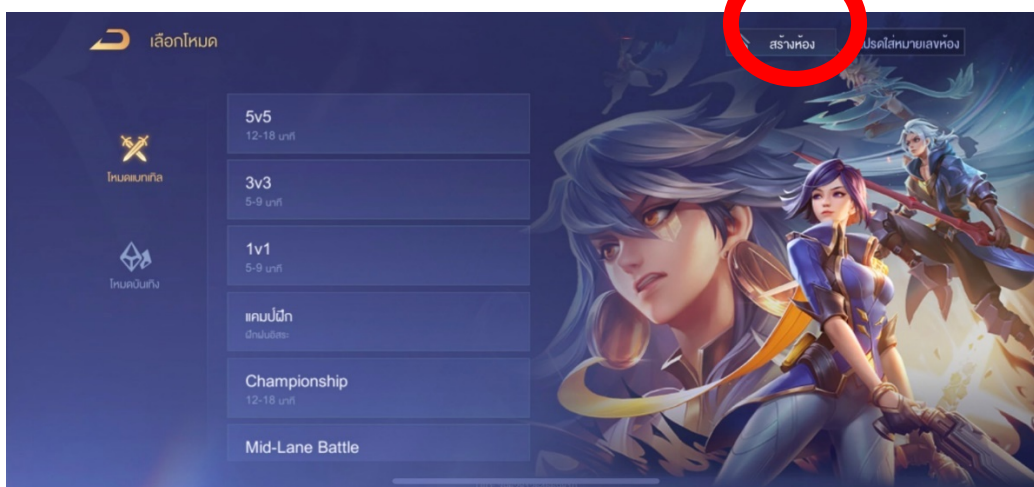 เลือกโหมด
สร้างห้อง
โปรดใส่หมายเลขห้อง
โหมดแบทเทิล
โหมดบันเทิง
5v5
12-18 นาที
3v3
5-9 นาที
1v1
5-9 นาที
แคมป์ฝึก
ฝึกฝนอิสระ
Championship
12-18 นาที
Mid-Lane Battle